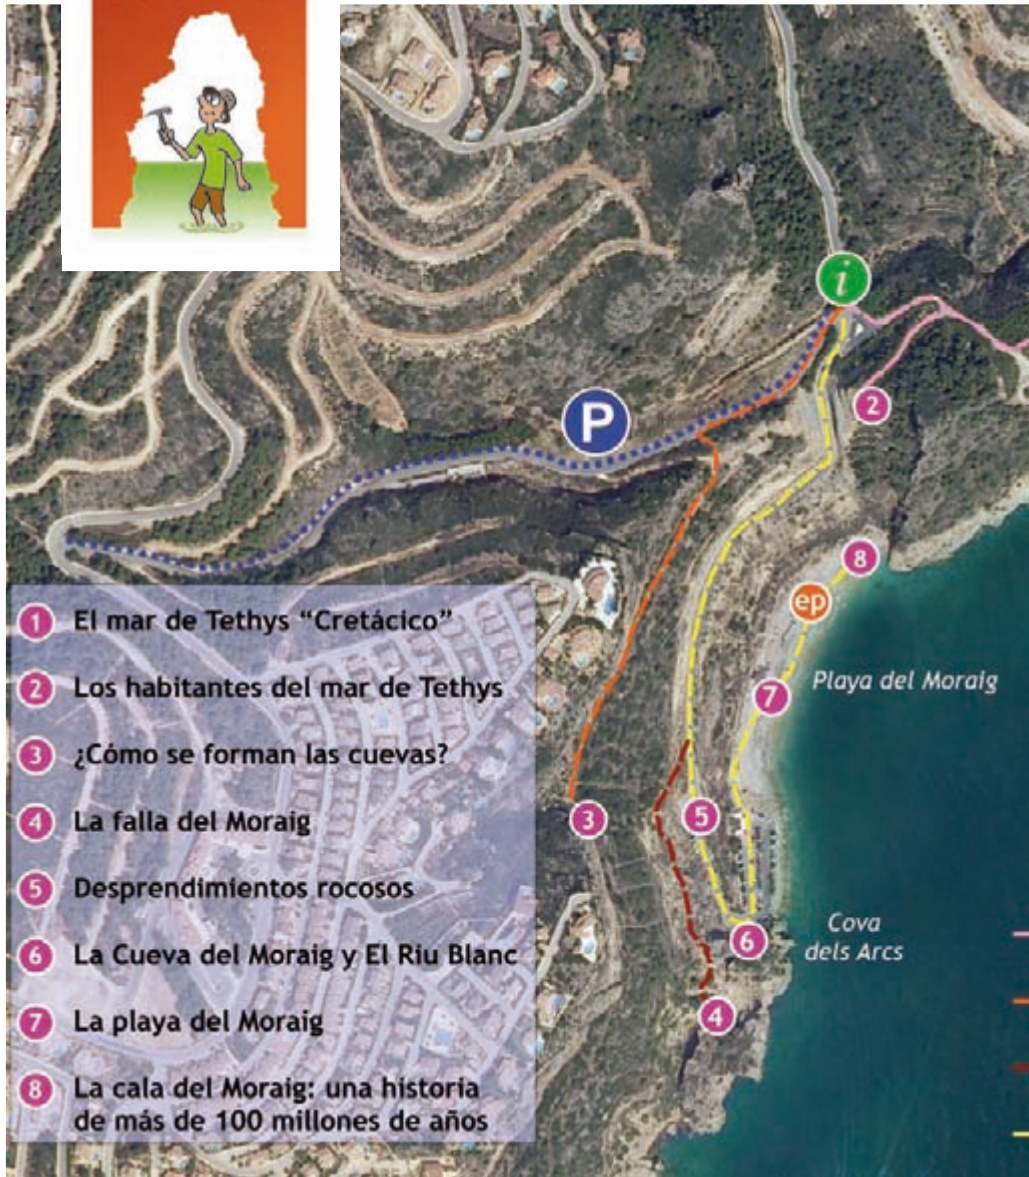 i
P
2
8
ep
Playa del Moraig
7
3
5
Cova
dels Arcs
6
4
1 El mar de Tethys “Cretácico”
2 Los habitantes del mar de Tethys
3 ¿Cómo se forman las cuevas?
4 La falla del Moraig
5 Desprendimientos rocosos
6 La Cueva del Moraig y El Riu Blanc
7 La playa del Moraig
8 La cala del Moraig: una historia
de más de 100 millones de años